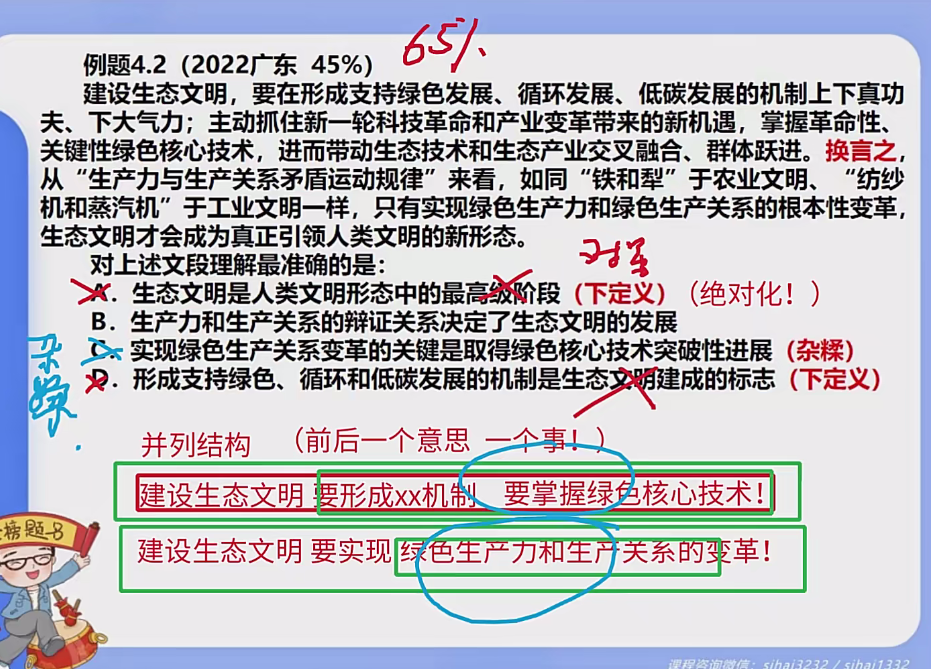 65%
例题4.2（2022广东 45%）
建设生态文明，要在形成支持绿色发展、循环发展、低碳发展的机制上下真功
夫、下大气力；主动抓住新一轮科技革命和产业变革带来的新机遇，掌握革命性、
关键性绿色核心技术，进而带动生态技术和生态产业交叉融合、群体跃进。换言之，
从“生产力与生产关系矛盾运动规律”来看，如同“铁和犁”于农业文明、“纺纱
机和蒸汽机”于工业文明一样，只有实现绿色生产力和绿色生产关系的根本性变革，
生态文明才会成为真正引领人类文明的新形态。
对上述文段理解最准确的是：
A．生态文明是人类文明形态中的最高级阶段（下定义）（绝对化！）
B．生产力和生产关系的辩证关系决定了生态文明的发展
C．实现绿色生产关系变革的关键是取得绿色核心技术突破性进展（杂糅）
D．形成支持绿色、循环和低碳发展的机制是生态文明建成的标志（下定义）
杂糅
并列结构 （前后一个意思 一个事！）
建设生态文明 要形成xx机制 要掌握绿色核心技术！
建设生态文明 要实现 绿色生产力和生产关系的变革！
榜题-8
课程咨询微信：sihai3232 / sihai1332